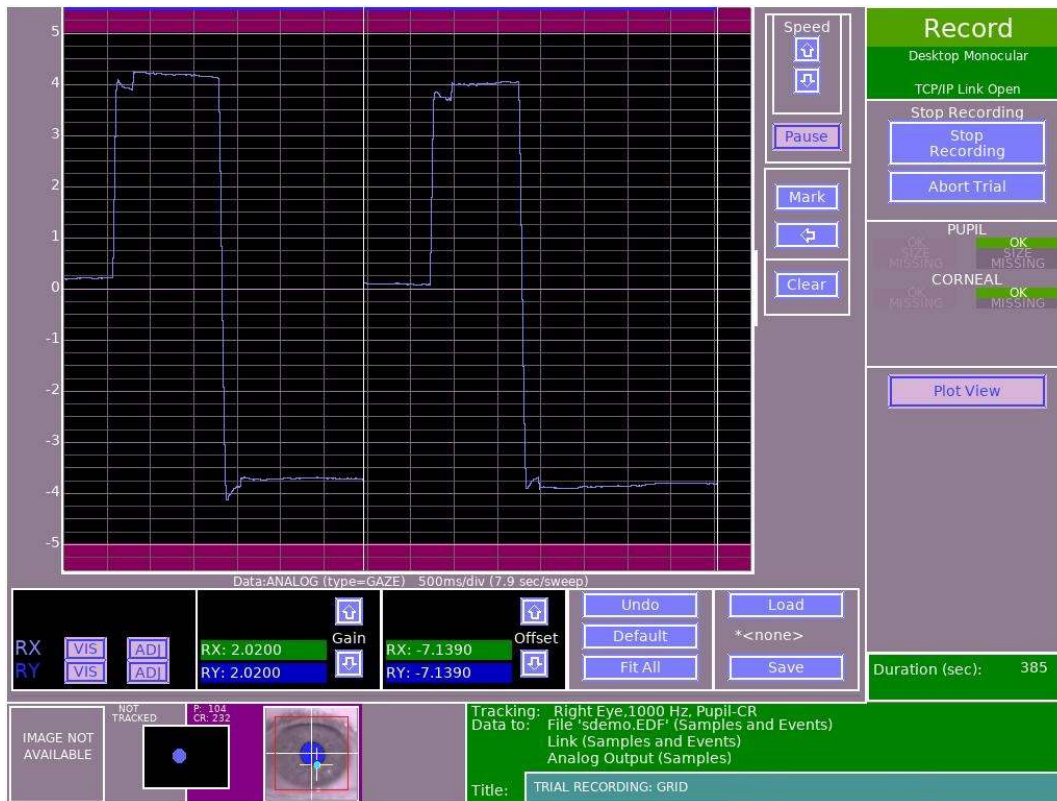 5
4
3
2
1
0
-1
-2
-3
-4
-5
Data:ANALOG (type=GAZE) 500ms/div (7.9 sec/sweep)
Speed
Pause
Mark
Clear
Record
Desktop Monocular
TCP/IP Link Open
Stop Recording
Stop
Recording
Abort Trial
PUPIL
OK OK
SIZE SIZE
MISSING MISSING
CORNEAL
OK OK
MISSING MISSING
Plot View
RX VIS ADJ
RY VIS ADJ
Gain
RX: 2.0200
RY: 2.0200
Offset
RX: -7.1390
RY: -7.1390
Undo
Default
Fit All
Load
*<none>
Save
Duration (sec): 385
IMAGE NOT
AVAILABLE
NOT
TRACKED
P: 104
CR: 232
Tracking: Right Eye,1000 Hz, Pupil-CR
Data to: File 'sdemo.EDF' (Samples and Events)
Link (Samples and Events)
Analog Output (Samples)
Title: TRIAL RECORDING: GRID